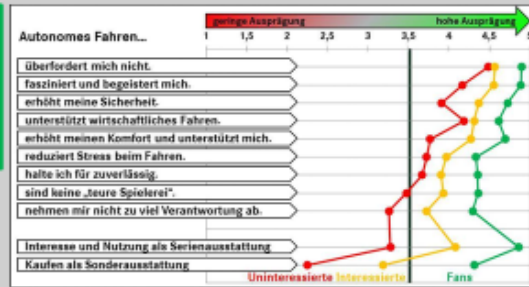 geringe Ausprägung hohe Ausprägung
Autonomes Fahren... 1 1,5 2 2,5 3 3,5 4 4,5 5
überfordert mich nicht.
fasziniert und begeistert mich.
erhöht meine Sicherheit.
unterstützt wirtschaftliches Fahren.
erhöht meinen Komfort und unterstützt mich.
reduziert Stress beim Fahren.
halte ich für zuverlässig.
sind keine „teure Spielerei“.
nehmen mir nicht zu viel Verantwortung ab.
Interesse und Nutzung als Serienausstattung
Kaufen als Sonderausstattung
Uninteressierte Interessierte Fans